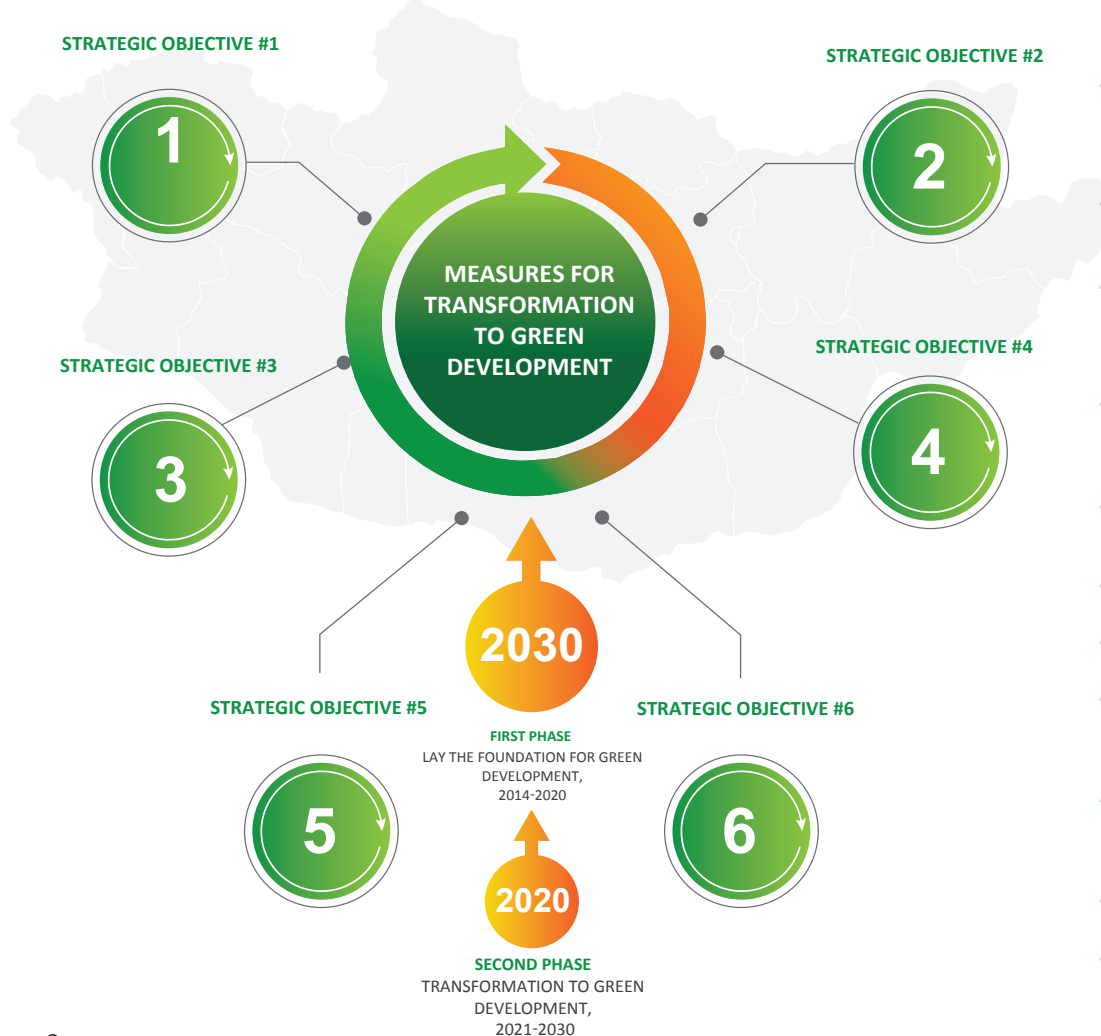 STRATEGIC OBJECTIVE #1
1
STRATEGIC OBJECTIVE #2
2
MEASURES FOR
TRANSFORMATION
TO GREEN
DEVELOPMENT
STRATEGIC OBJECTIVE #3
3
STRATEGIC OBJECTIVE #4
4
2030
STRATEGIC OBJECTIVE #5
5
STRATEGIC OBJECTIVE #6
6
FIRST PHASE
LAY THE FOUNDATION FOR GREEN
DEVELOPMENT,
2014-2020
2020
SECOND PHASE
TRANSFORMATION TO GREEN
DEVELOPMENT,
2021-2030